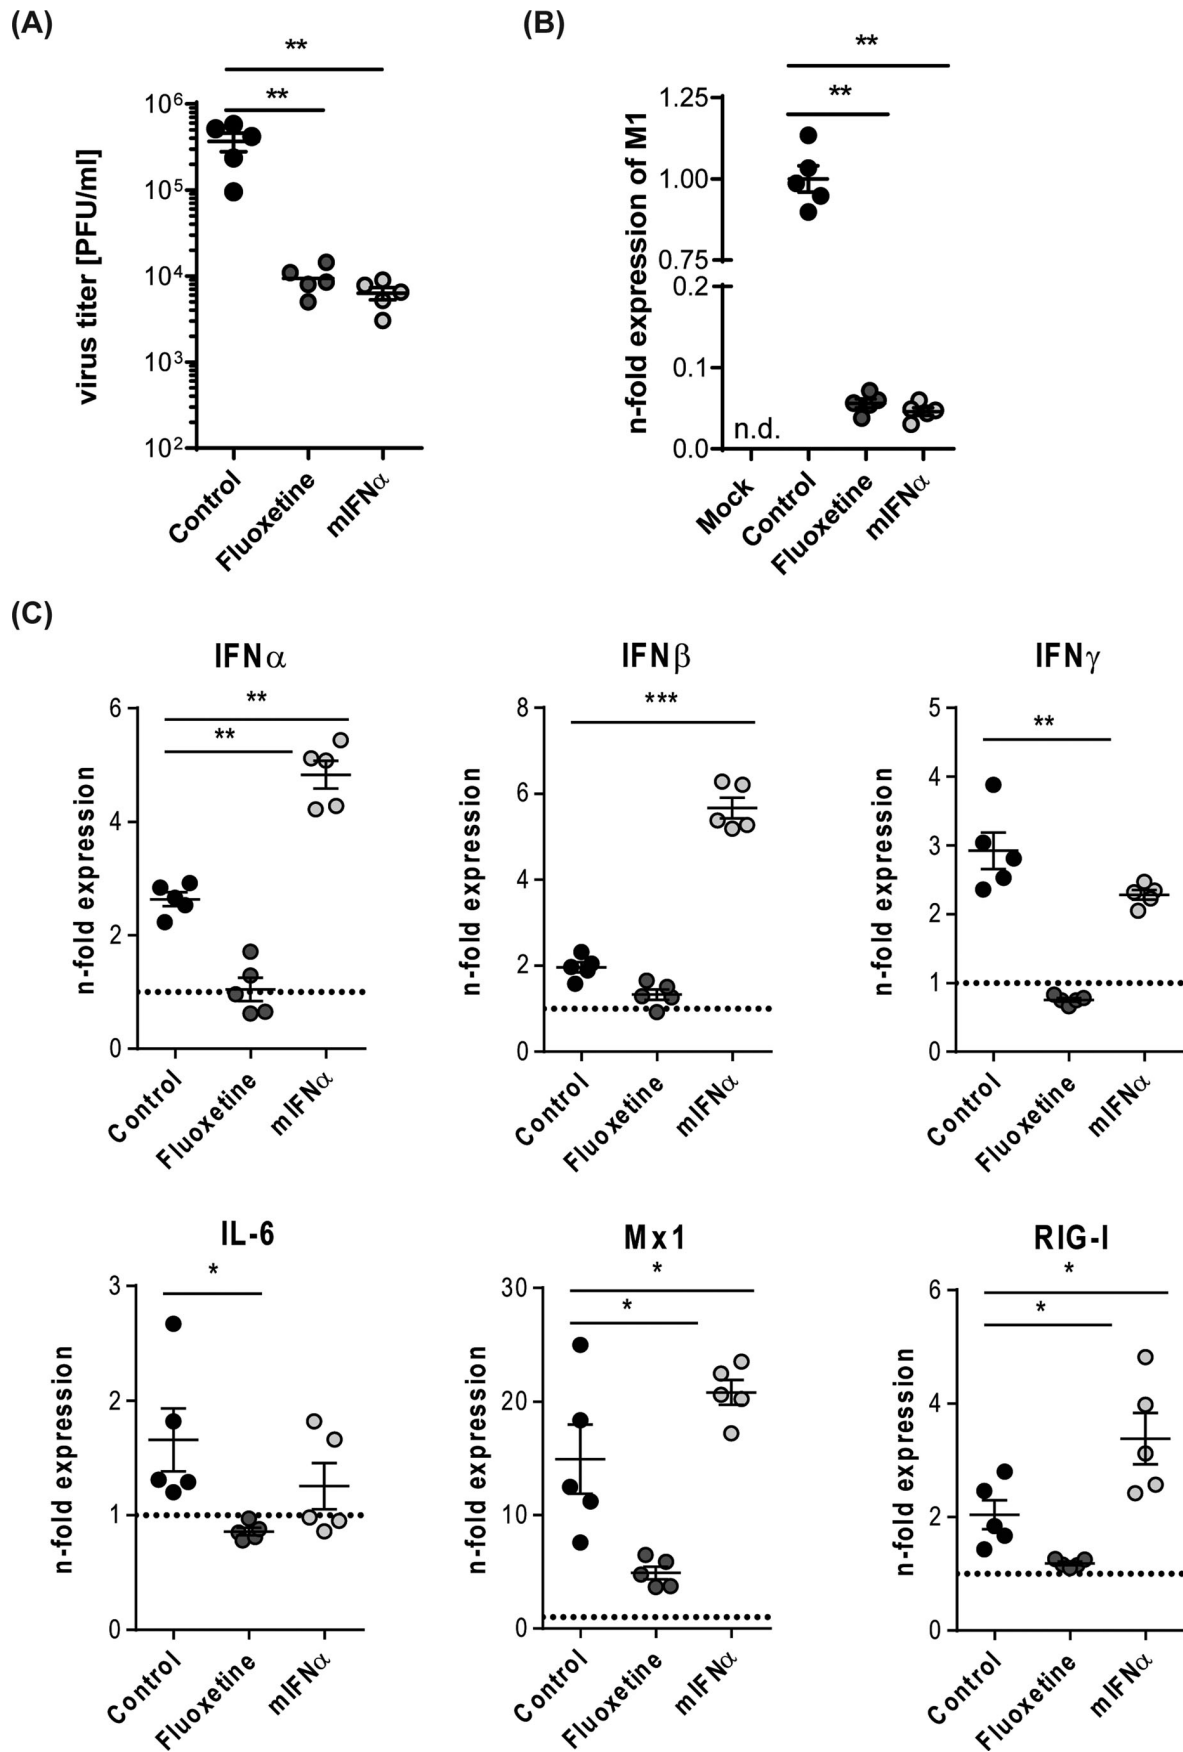 (A)
**
**
virus titer [PFU/ml]
10⁶
10⁵
10⁴
10³
10²
Control
Fluoxetine
mIFNα
(B)
**
**
n-fold expression of M1
1.25
1.00
0.75
0.2
0.1
0.0
n.d.
Mock
Control
Fluoxetine
mIFNα
(C)
IFNα
**
**
n-fold expression
6
4
2
0
Control
Fluoxetine
mIFNα
IFNβ
***
n-fold expression
8
6
4
2
0
Control
Fluoxetine
mIFNα
IFNγ
**
n-fold expression
5
4
3
2
1
0
Control
Fluoxetine
mIFNα
IL-6
*
n-fold expression
3
2
1
0
Control
Fluoxetine
mIFNα
Mx1
*
*
n-fold expression
30
20
10
0
Control
Fluoxetine
mIFNα
RIG-I
*
*
n-fold expression
6
4
2
0
Control
Fluoxetine
mIFNα